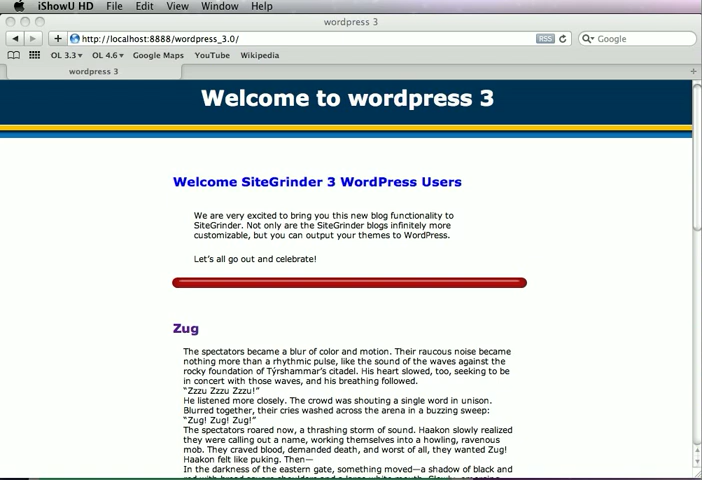 iShowU HD File Edit View Window Help
wordpress 3
http://localhost:8888/wordpress_3.0/ RSS Google
OL 3.3 OL 4.6 Google Maps YouTube Wikipedia
wordpress 3
Welcome to wordpress 3
Welcome SiteGrinder 3 WordPress Users
We are very excited to bring you this new blog functionality to
SiteGrinder. Not only are the SiteGrinder blogs infinitely more
customizable, but you can output your themes to WordPress.
Let's all go out and celebrate!
Zug
The spectators became a blur of color and motion. Their raucous noise became
nothing more than a rhythmic pulse, like the sound of the waves against the
rocky foundation of Týrshammar's citadel. His heart slowed, too, seeking to be
in concert with those waves, and his breathing followed.
"Zzzu Zzzu Zzzu!"
He listened more closely. The crowd was shouting a single word in unison.
Blurred together, their cries washed across the arena in a buzzing sweep:
"Zug! Zug! Zug!"
The spectators roared now, a thrashing storm of sound. Haakon slowly realized
they were calling out a name, working themselves into a howling, ravenous
mob. They craved blood, demanded death, and worst of all, they wanted Zug!
Haakon felt like puking. Then—
In the darkness of the eastern gate, something moved—a shadow of black and